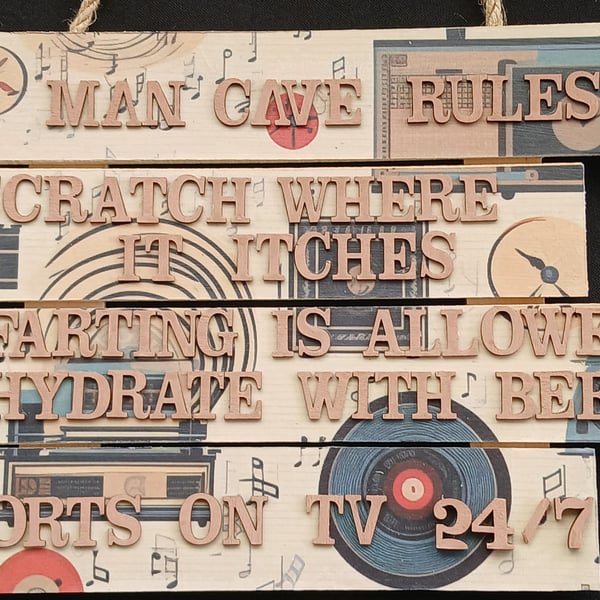 MAN CAVE RULES
CRATCH WHERE
IT ITCHES
FARTING IS ALLOWE
HYDRATE WITH BEE
ORTS ON TV 24/7